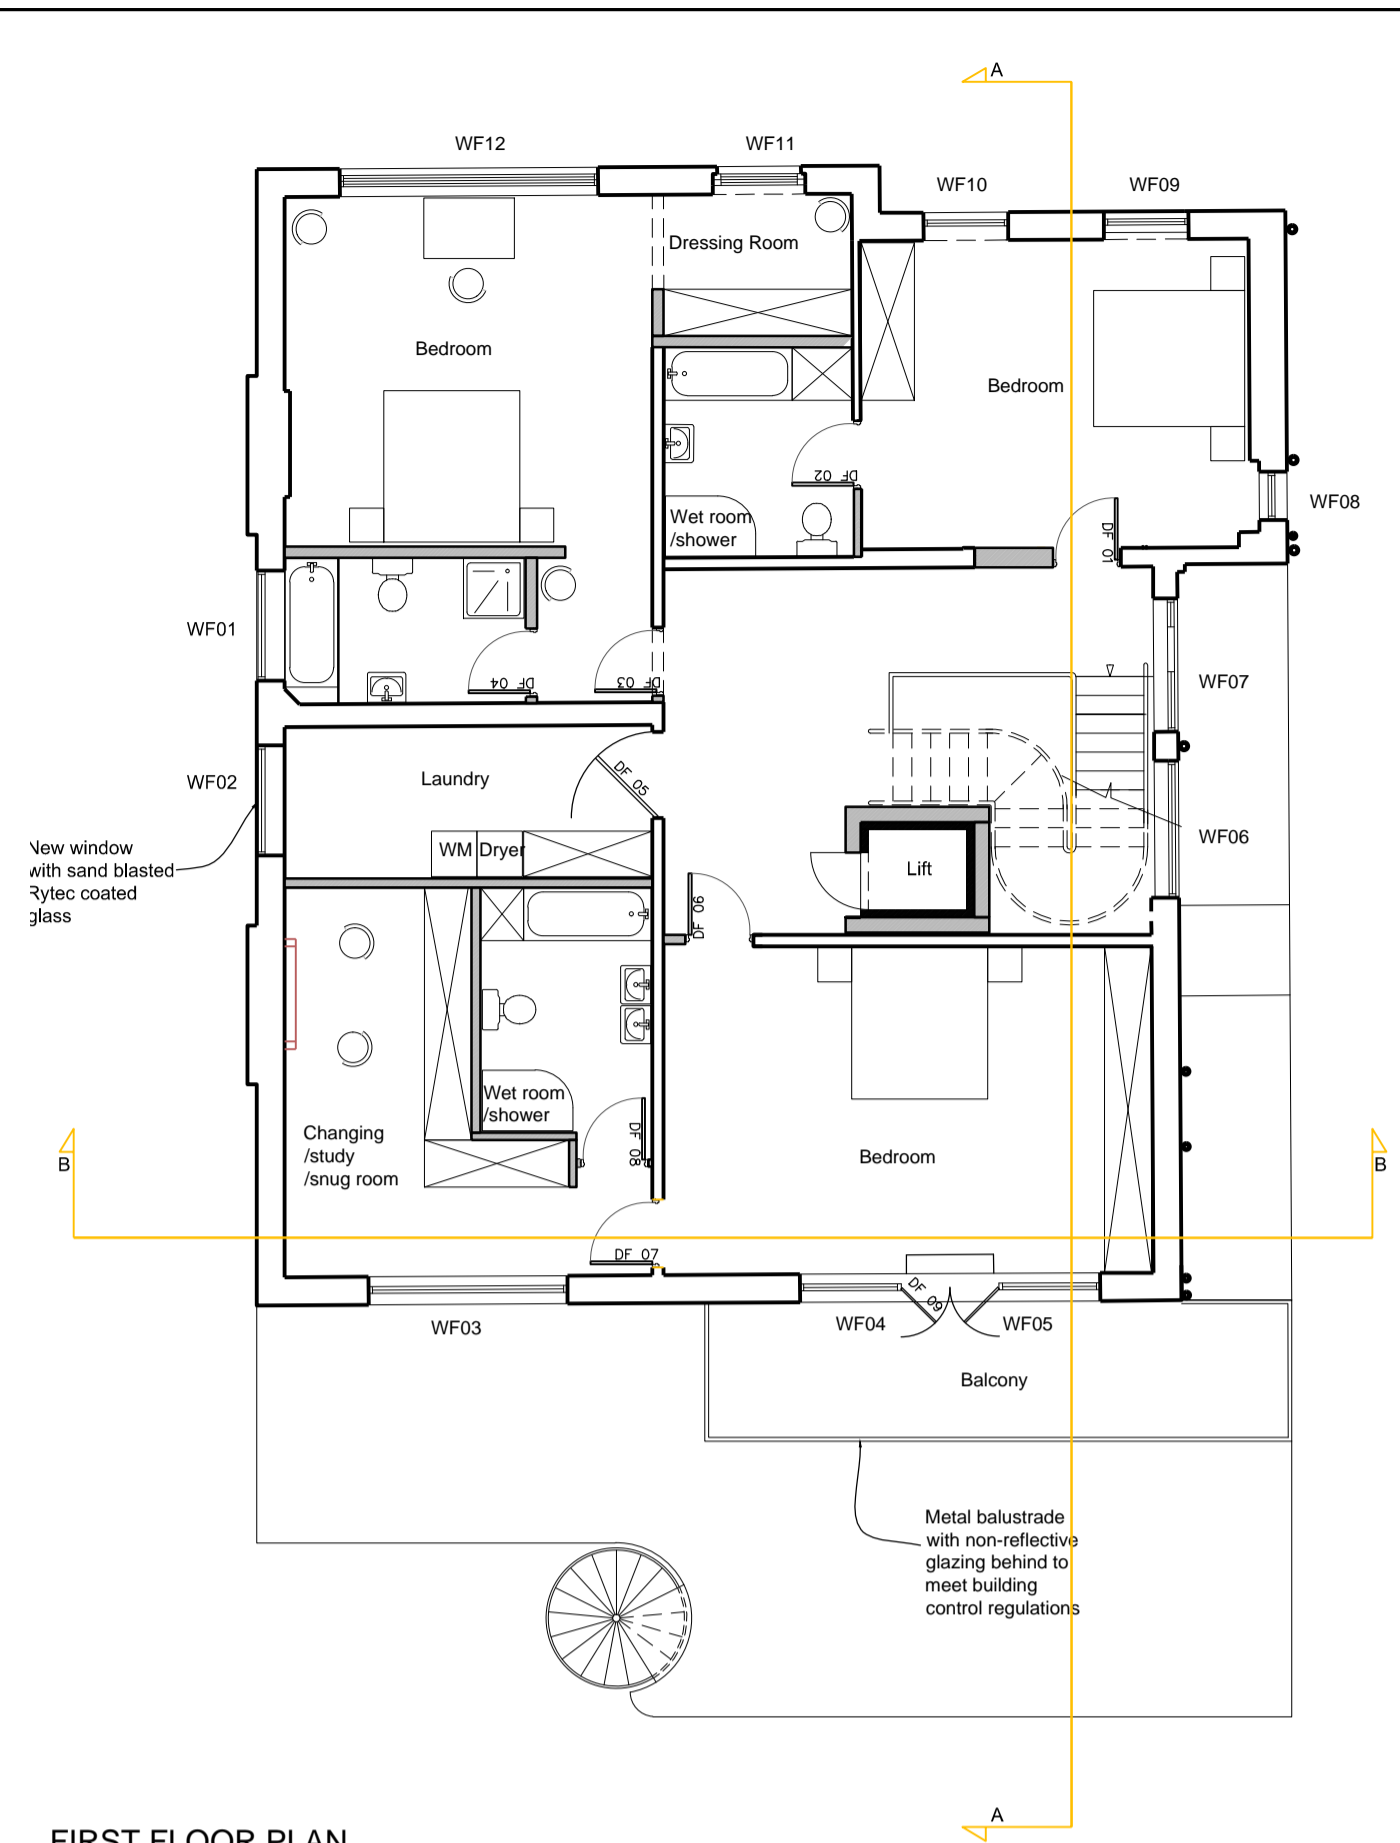 A
WF12
WF11
WF10
WF09
Dressing Room
Bedroom
Bedroom
DF 02
WF08
Wet room
/shower
DF 01
WF01
DF 04
DF 03
WF07
Laundry
DF 05
WF02
WF06
New window
with sand blasted
Rytec coated
glass
WM
Dryer
Lift
DF 06
Wet room
/shower
DF 08
Changing
/study
/snug room
Bedroom
B
B
DF 07
DF 09
WF03
WF04
WF05
Balcony
Metal balustrade
with non-reflective
glazing behind to
meet building
control regulations
A
FIRST FLOOR PLAN